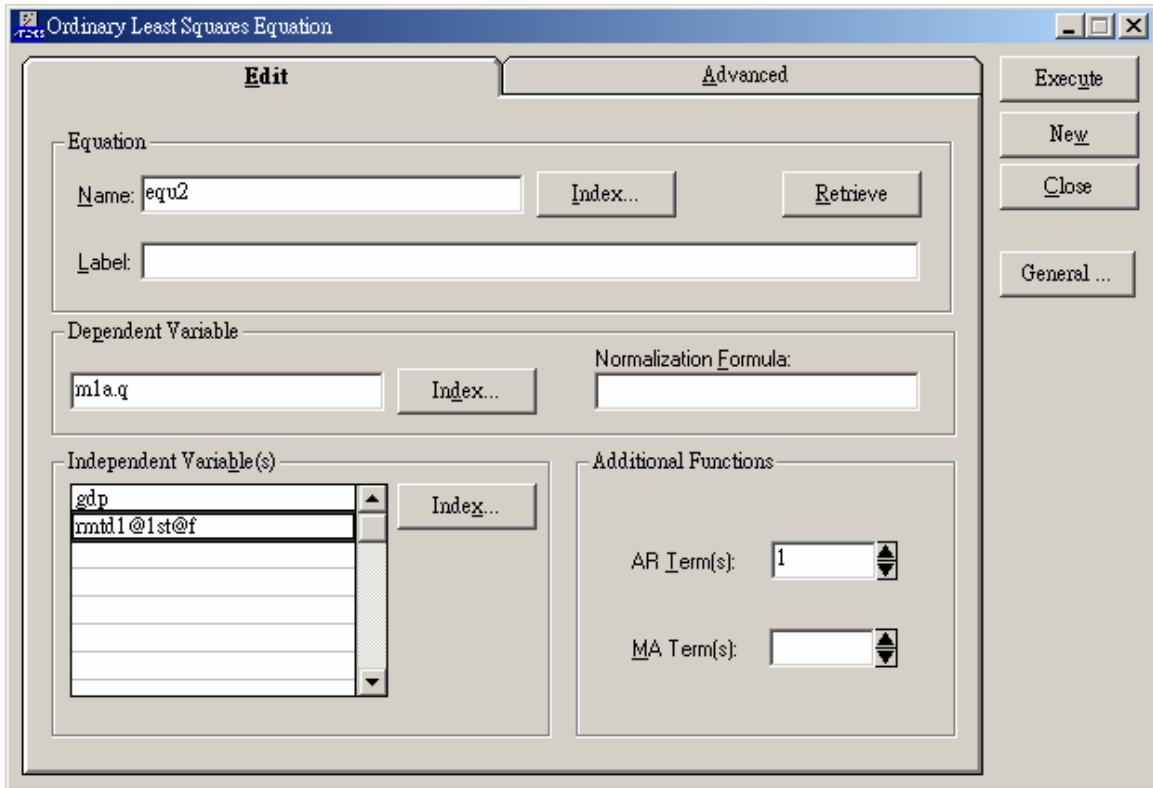 Ordinary Least Squares Equation
Edit
Advanced
Execute
New
Close
General ...
Equation
Name: equ2
Index...
Retrieve
Label:
Dependent Variable
m1a.q
Index...
Normalization Formula:
Independent Variable(s)
gdp
rmtd1@1st@f
Index...
Additional Functions
AR Term(s): 1
MA Term(s):